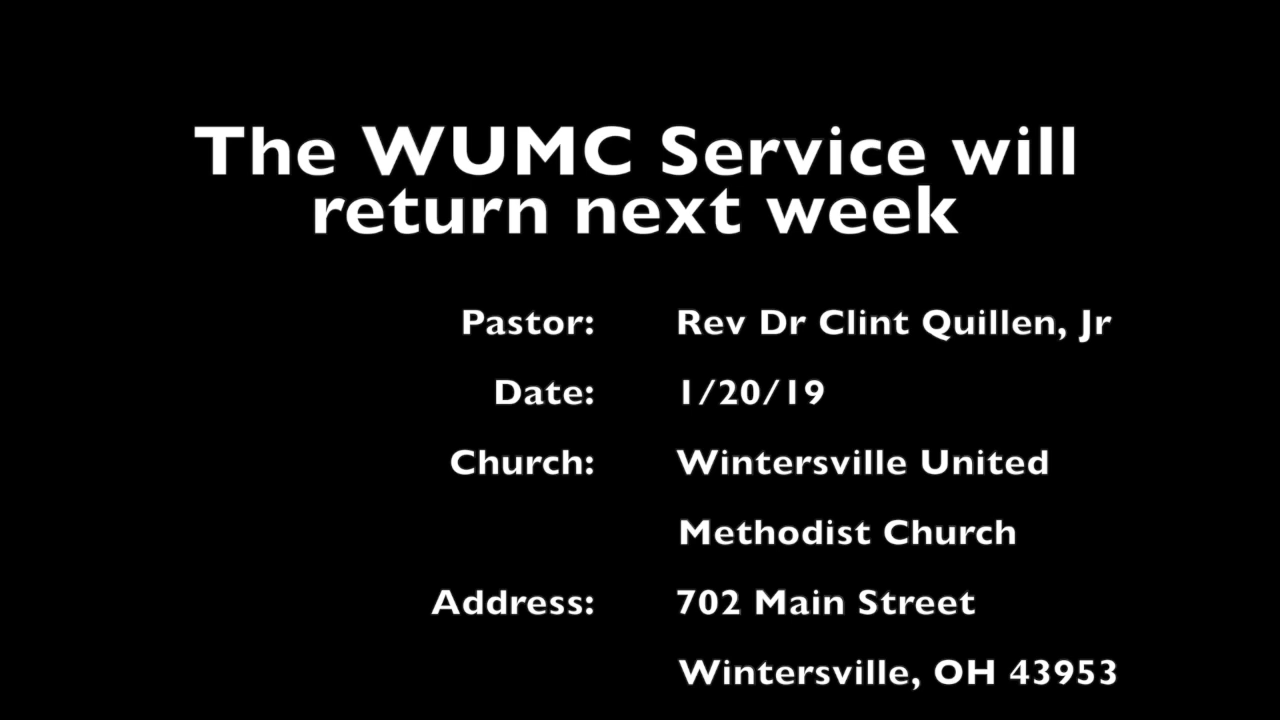 The WUMC Service will
return next week
Pastor: Rev Dr Clint Quillen, Jr
Date: 1/20/19
Church: Wintersville United
Methodist Church
Address: 702 Main Street
Wintersville, OH 43953